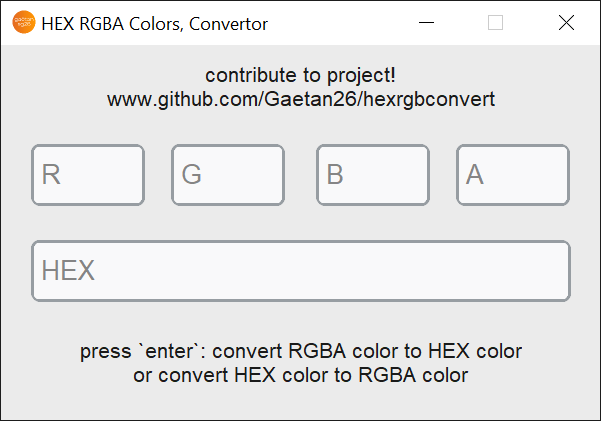 HEX RGBA Colors, Convertor
contribute to project!
www.github.com/Gaetan26/hexrgbconvert
R G B A
HEX
press `enter`: convert RGBA color to HEX color
or convert HEX color to RGBA color